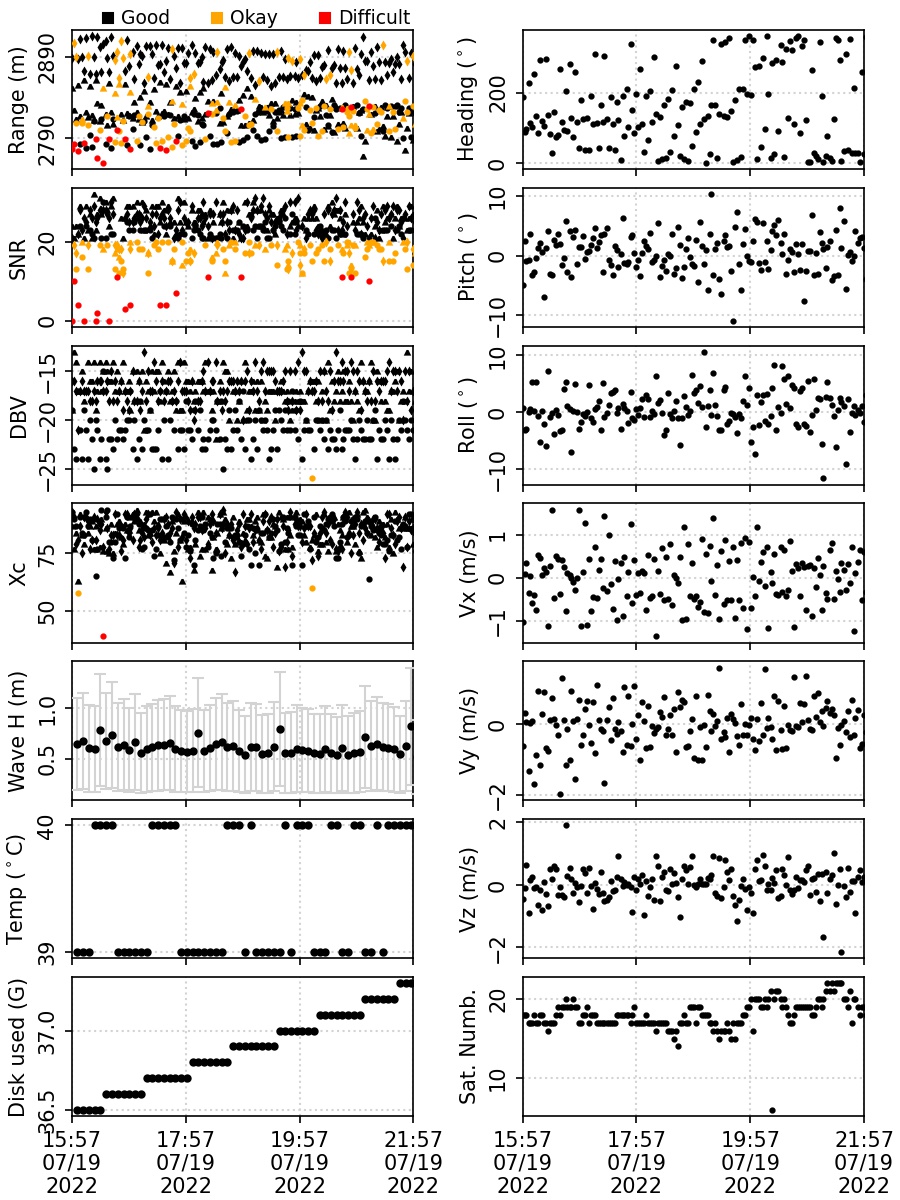 Good Okay Difficult
Range (m)
2890
2790
Heading (°)
200
0
SNR
20
0
Pitch (°)
10
0
−10
DBV
−15
−20
−25
Roll (°)
10
0
−10
Xc
75
50
Vx (m/s)
1
0
−1
Wave H (m)
1.0
0.5
Vy (m/s)
0
−2
Temp (°C)
40
39
Vz (m/s)
2
0
−2
Disk used (G)
37.0
36.5
Sat. Numb.
20
10
15:57 17:57 19:57 21:57 15:57 17:57 19:57 21:57
07/19 07/19 07/19 07/19 07/19 07/19 07/19 07/19
2022 2022 2022 2022 2022 2022 2022 2022